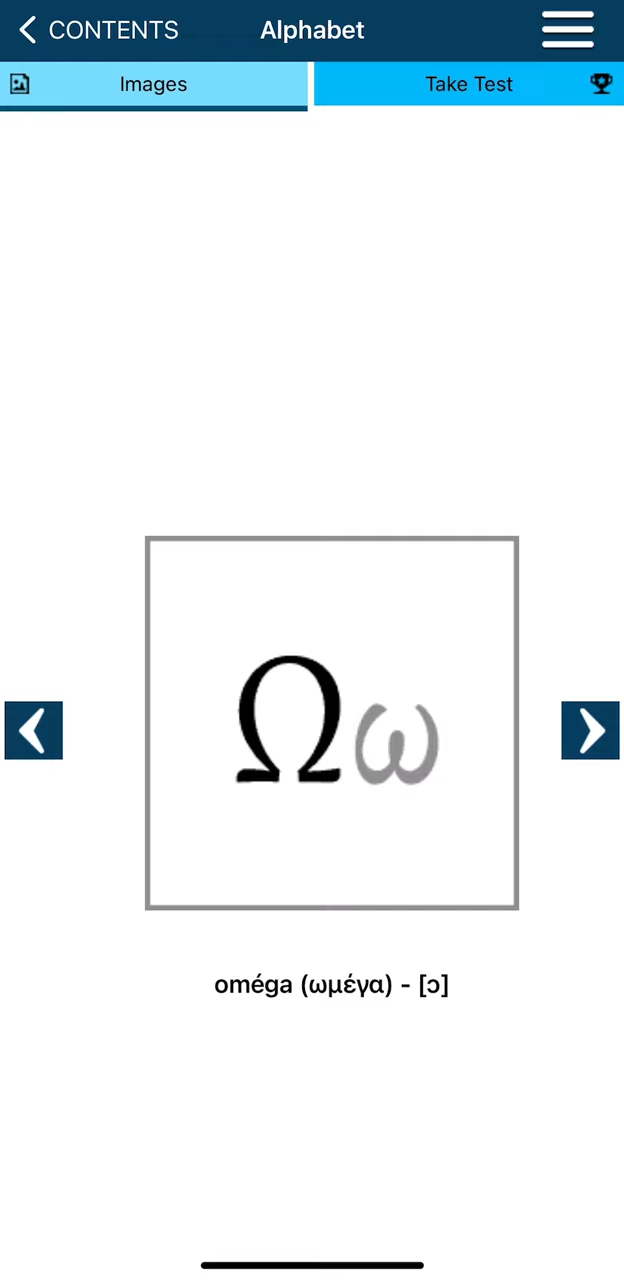 CONTENTS
Alphabet
Images
Take Test
Ωω
oméga (ωμέγα) - [ɔ]